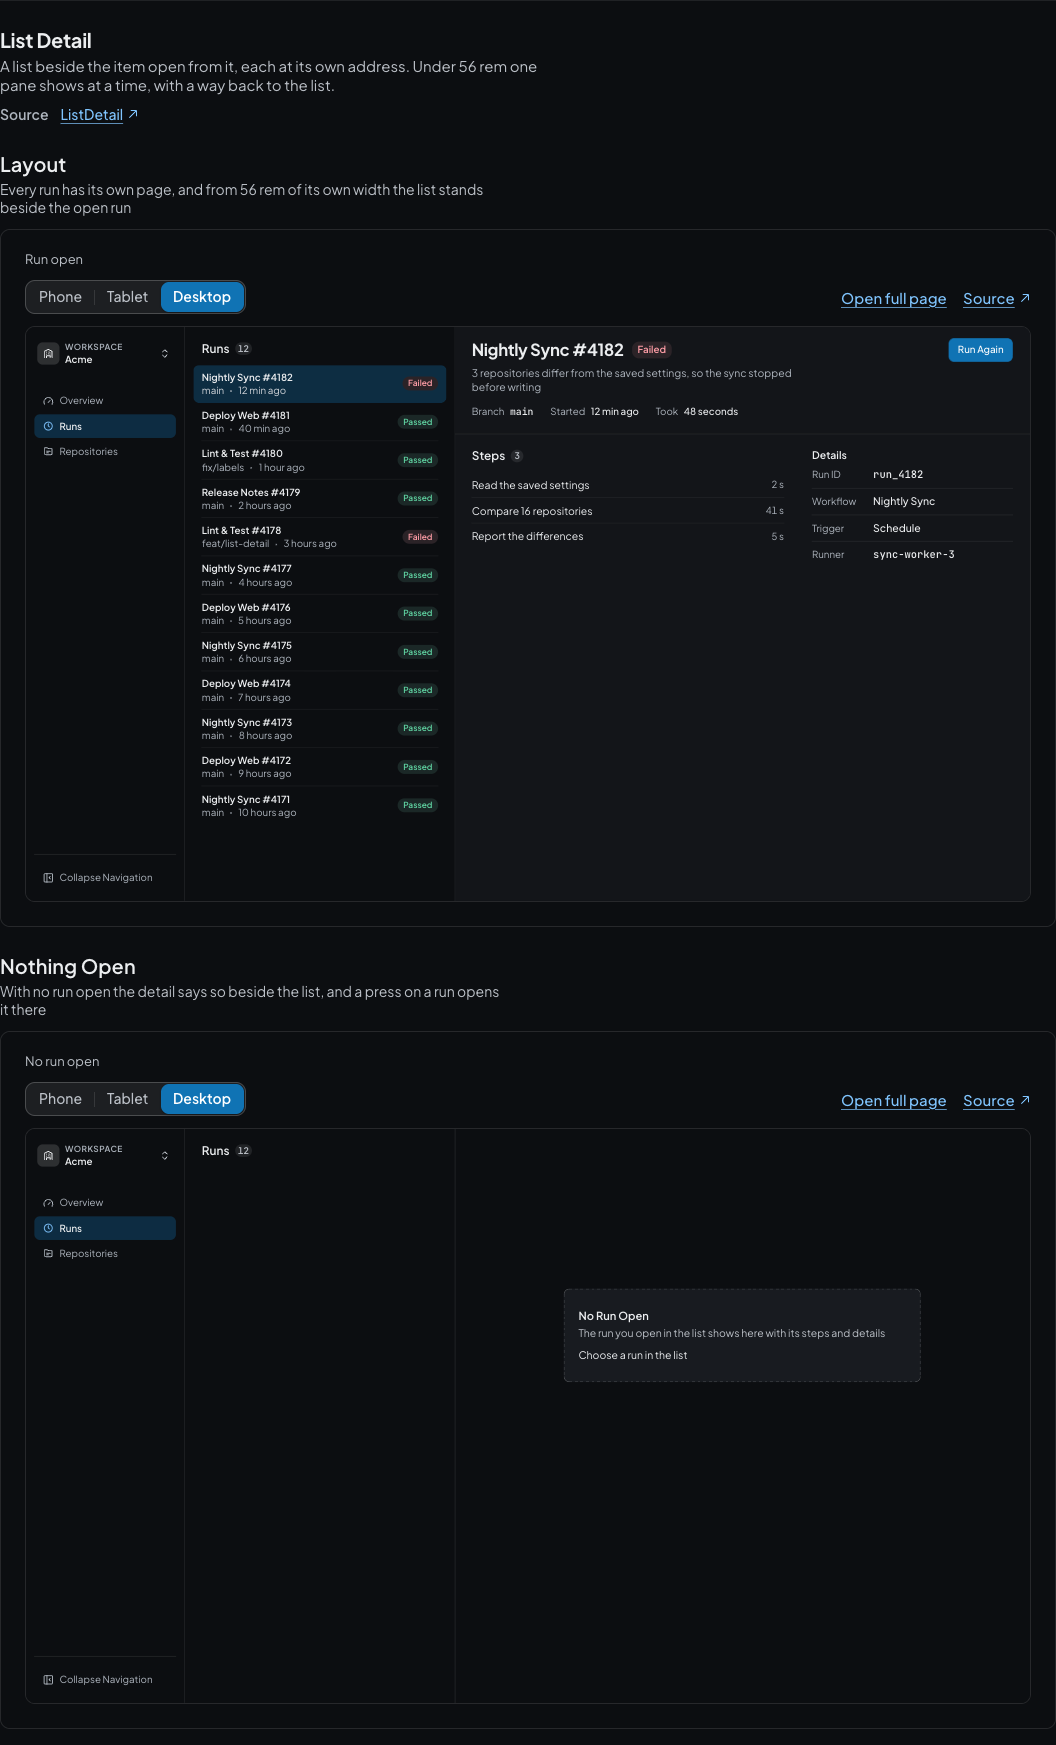 List Detail
A list beside the item open from it, each at its own address. Under 56 rem one
pane shows at a time, with a way back to the list.
Source ListDetail
Layout
Every run has its own page, and from 56 rem of its own width the list stands
beside the open run
Run open
Phone Tablet Desktop
Open full page Source
WORKSPACE
Acme
Overview
Runs
Repositories
Collapse Navigation
Runs 12
Nightly Sync #4182
main · 12 min ago
Failed
Deploy Web #4181
main · 40 min ago
Passed
Lint & Test #4180
fix/labels · 1 hour ago
Passed
Release Notes #4179
main · 2 hours ago
Passed
Lint & Test #4178
feat/list-detail · 3 hours ago
Failed
Nightly Sync #4177
main · 4 hours ago
Passed
Deploy Web #4176
main · 5 hours ago
Passed
Nightly Sync #4175
main · 6 hours ago
Passed
Deploy Web #4174
main · 7 hours ago
Passed
Nightly Sync #4173
main · 8 hours ago
Passed
Deploy Web #4172
main · 9 hours ago
Passed
Nightly Sync #4171
main · 10 hours ago
Passed
Nightly Sync #4182 Failed
Run Again
3 repositories differ from the saved settings, so the sync stopped
before writing
Branch main Started 12 min ago Took 48 seconds
Steps 3
Read the saved settings 2 s
Compare 16 repositories 41 s
Report the differences 5 s
Details
Run ID run_4182
Workflow Nightly Sync
Trigger Schedule
Runner sync-worker-3
Nothing Open
With no run open the detail says so beside the list, and a press on a run opens
it there
No run open
Phone Tablet Desktop
Open full page Source
WORKSPACE
Acme
Overview
Runs
Repositories
Collapse Navigation
Runs 12
No Run Open
The run you open in the list shows here with its steps and details
Choose a run in the list